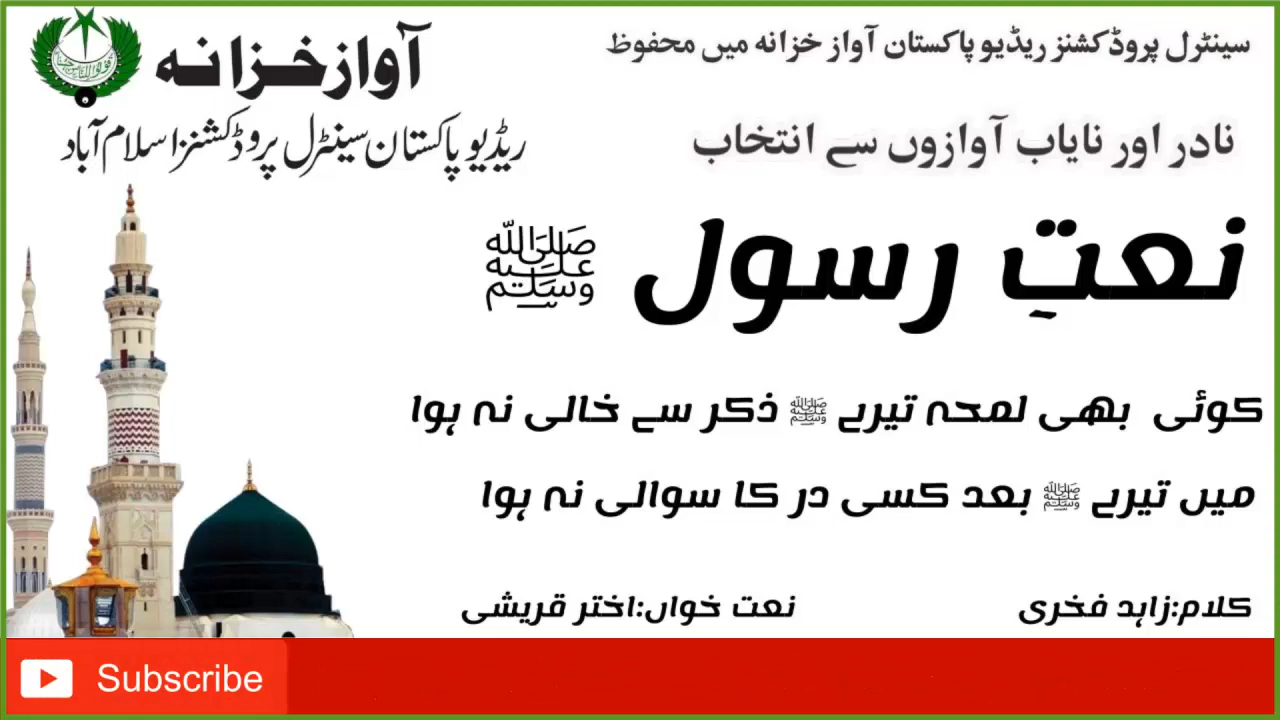 سینٹرل پروڈکشنز ریڈیو پاکستان آواز خزانہ میں محفوظ
آواز خزانہ
ریڈیو پاکستان سینٹرل پروڈکشنز اسلام آباد
نادر اور نایاب آوازوں سے انتخاب
نعتِ رسول ﷺ
کوئی بھی لمحہ تیرے ﷺ ذکر سے خالی نہ ہوا
میں تیرے ﷺ بعد کسی در کا سوالی نہ ہوا
کلام:زاہد فخری
نعت خواں:اختر قریشی
Subscribe